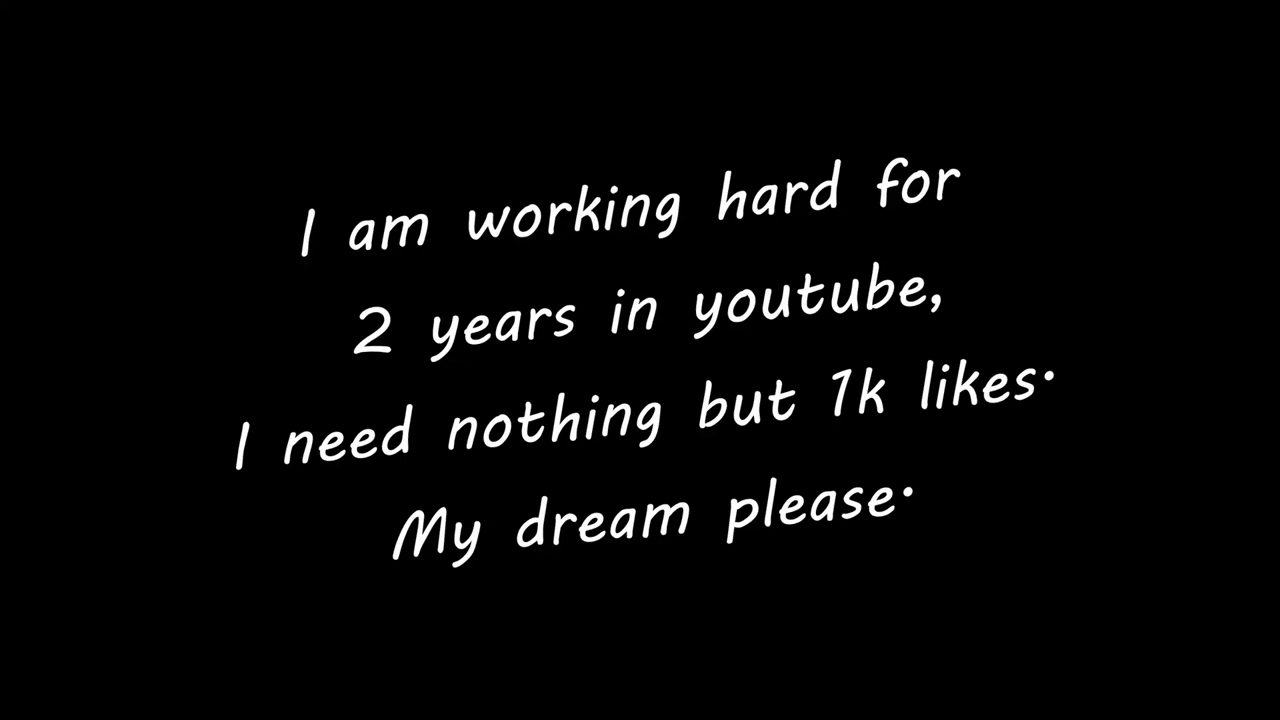 I am working hard for
2 years in youtube,
I need nothing but 1k likes.
My dream please.